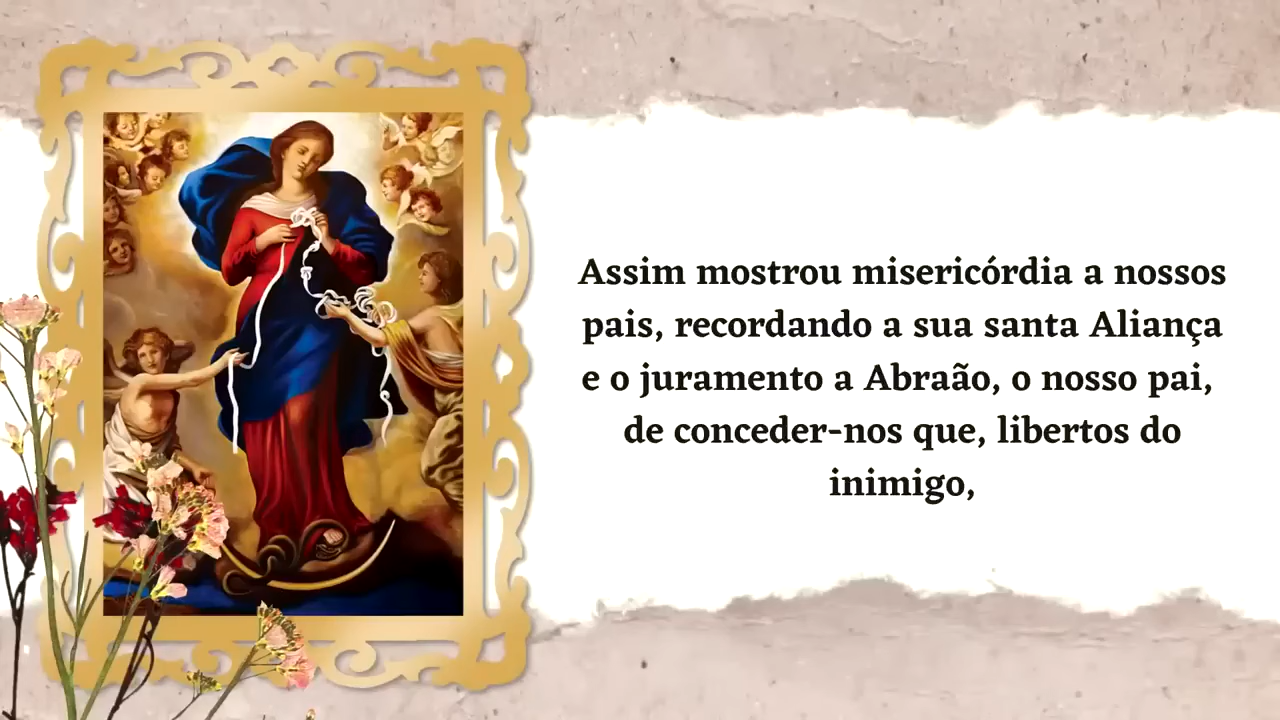 Assim mostrou misericórdia a nossos
pais, recordando a sua santa Aliança
e o juramento a Abraão, o nosso pai,
de conceder-nos que, libertos do
inimigo,